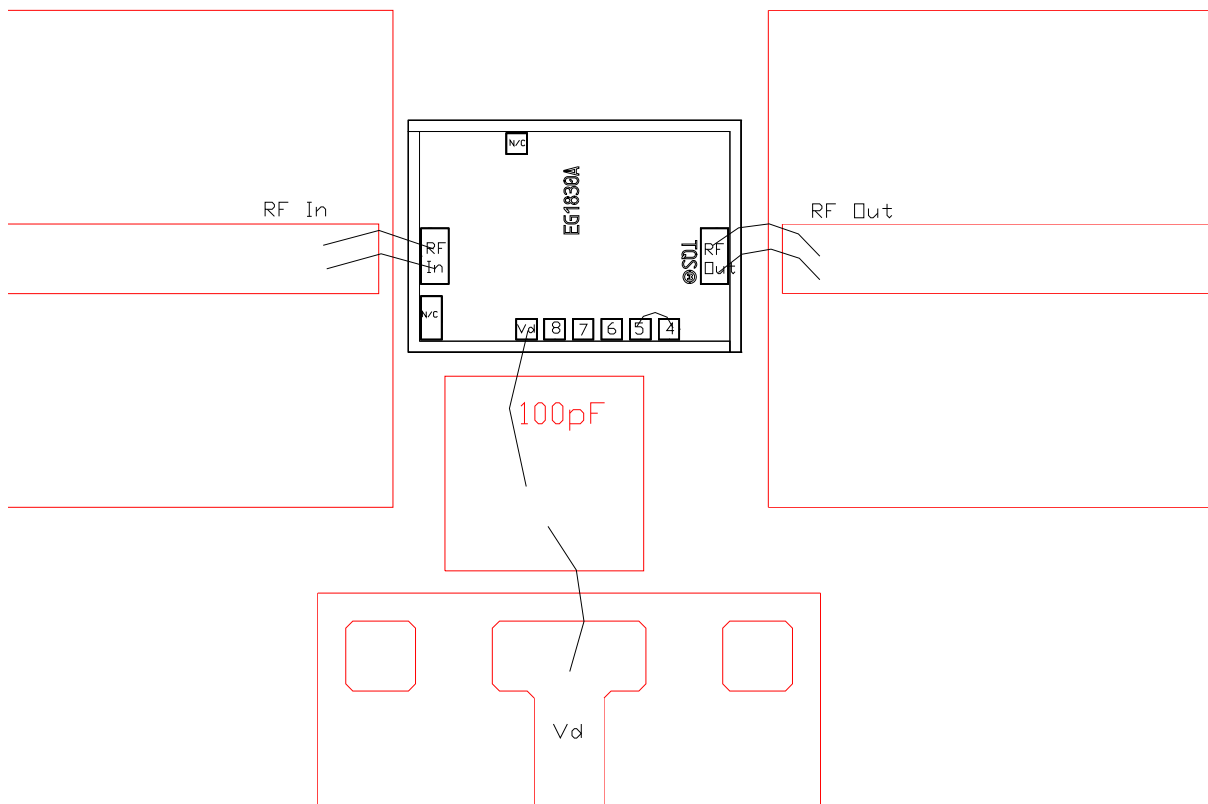 N/C
EG1830A
RF In
RF Out
RF
In
RF
Out
TQS
N/C
Vd 8 7 6 5 4
100pF
Vd